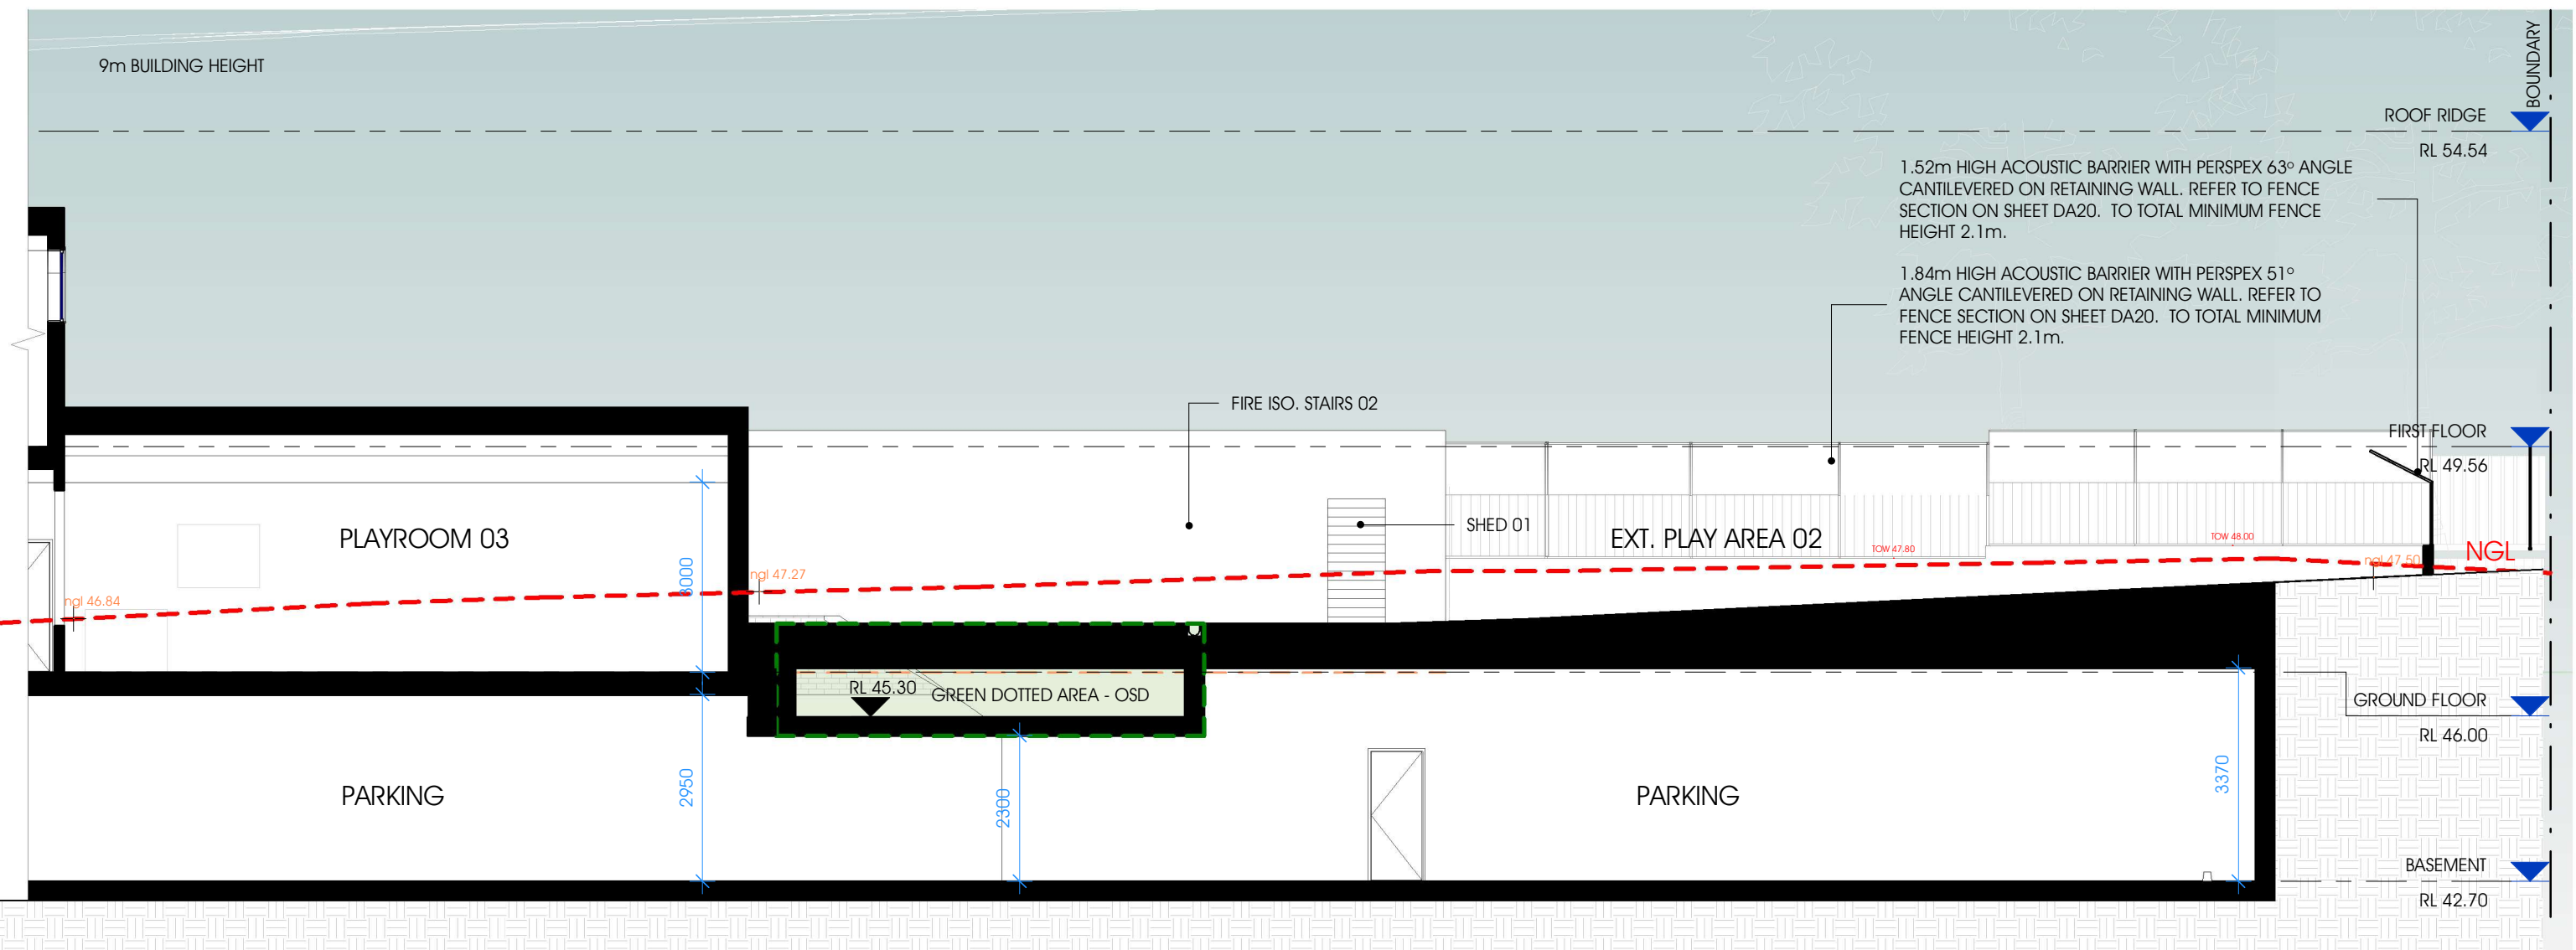 9m BUILDING HEIGHT
BOUNDARY
ROOF RIDGE
RL 54.54
1.52m HIGH ACOUSTIC BARRIER WITH PERSPEX 63° ANGLE
CANTILEVERED ON RETAINING WALL. REFER TO FENCE
SECTION ON SHEET DA20. TO TOTAL MINIMUM FENCE
HEIGHT 2.1m.
1.84m HIGH ACOUSTIC BARRIER WITH PERSPEX 51°
ANGLE CANTILEVERED ON RETAINING WALL. REFER TO
FENCE SECTION ON SHEET DA20. TO TOTAL MINIMUM
FENCE HEIGHT 2.1m.
FIRE ISO. STAIRS 02
FIRST FLOOR
RL 49.56
SHED 01
PLAYROOM 03
EXT. PLAY AREA 02
TOW 47.80
TOW 48.00
NGL
ngl 47.50
ngl 47.27
3000
ngl 46.84
RL 45.30
GREEN DOTTED AREA - OSD
GROUND FLOOR
RL 46.00
PARKING
2950
2300
PARKING
3370
BASEMENT
RL 42.70